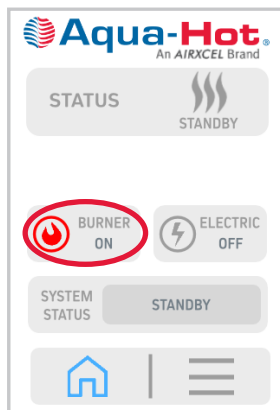 Aqua-Hot®
An AIRXCEL Brand
STATUS
STANDBY
BURNER
ON
ELECTRIC
OFF
SYSTEM
STATUS
STANDBY